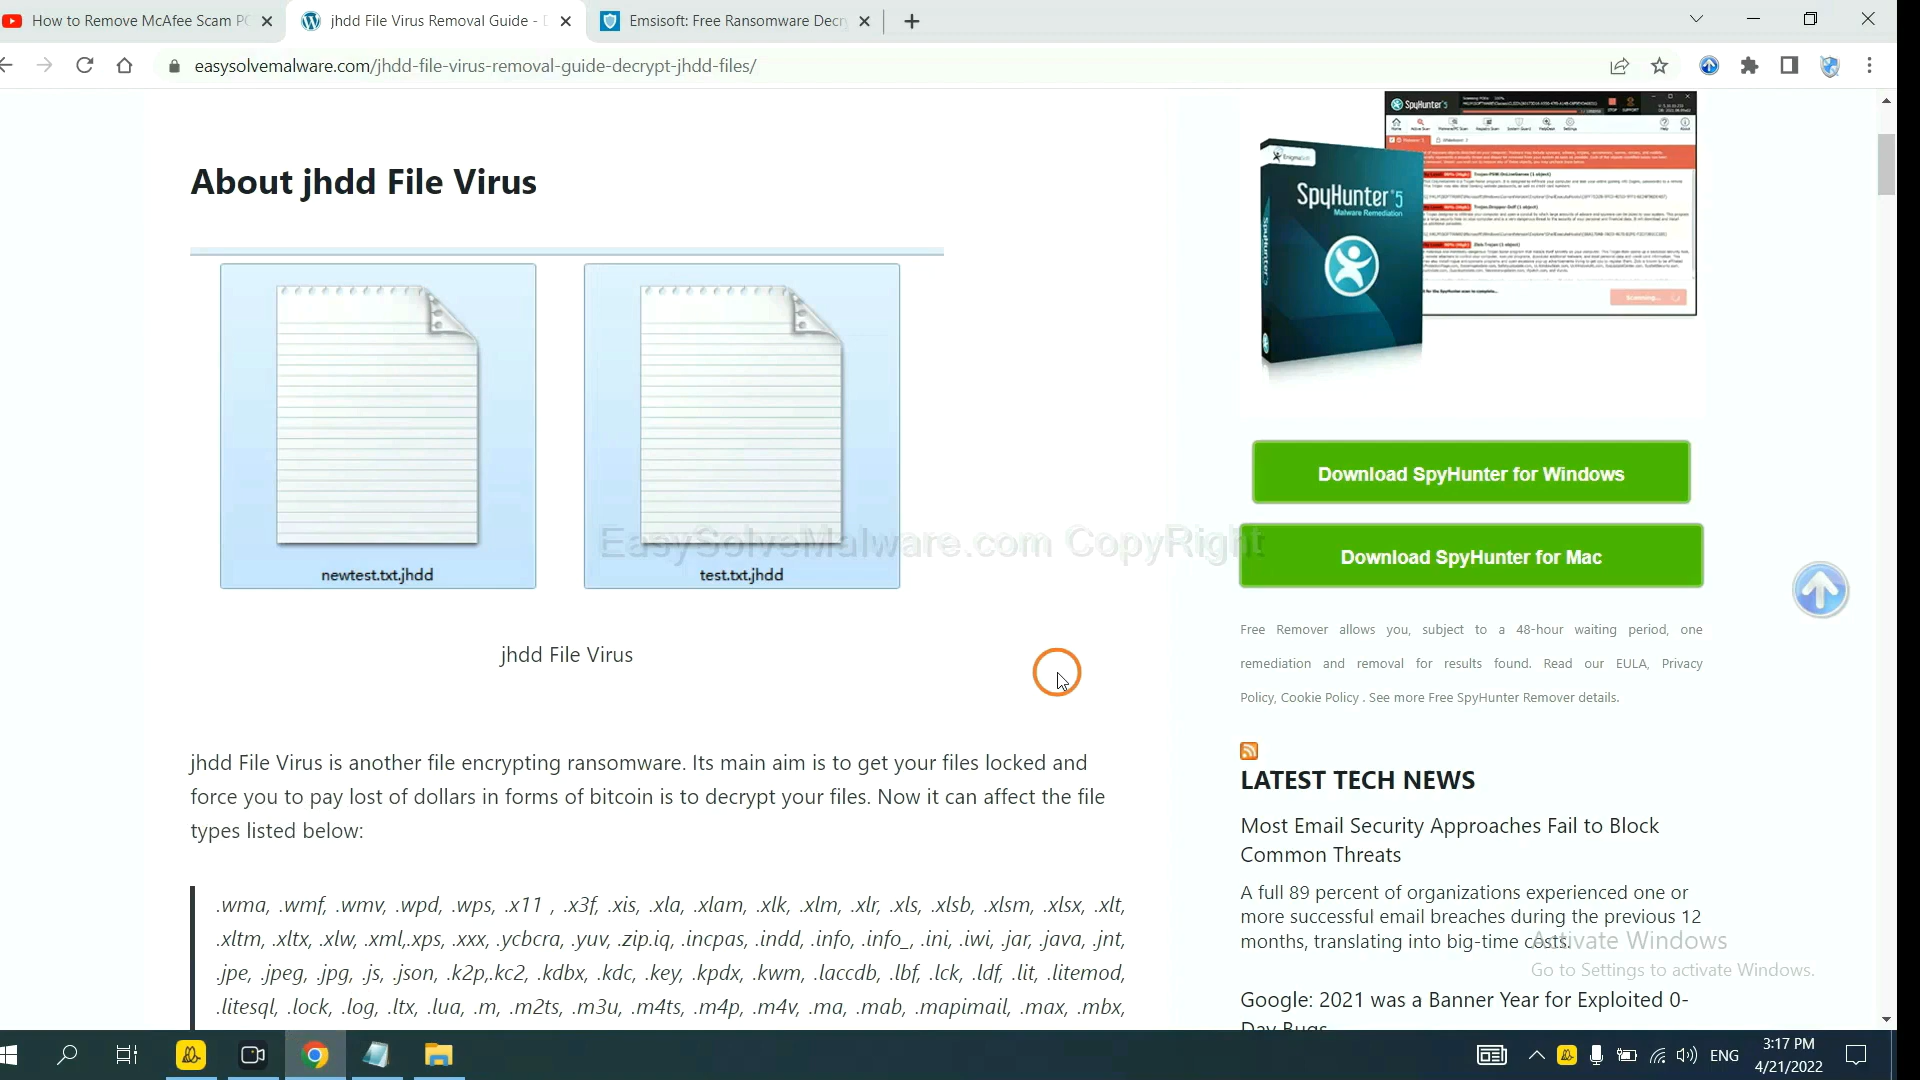 How to Remove McAfee Scam
jhdd File Virus Removal Guide -
Emsisoft: Free Ransomware Decr
easysolvemalware.com/jhdd-file-virus-removal-guide-decrypt-jhdd-files/
About jhdd File Virus
newtest.txt.jhdd
test.txt.jhdd
EasySolveMalware.com CopyRight
jhdd File Virus
jhdd File Virus is another file encrypting ransomware. Its main aim is to get your files locked and
force you to pay lost of dollars in forms of bitcoin is to decrypt your files. Now it can affect the file
types listed below:
.wma, .wmf, .wmv, .wpd, .wps, .x11 , .x3f, .xis, .xla, .xlam, .xlk, .xlm, .xlr, .xls, .xlsb, .xlsm, .xlsx, .xlt,
.xltm, .xltx, .xlw, .xml,.xps, .xxx, .ycbcra, .yuv, .zip.iq, .incpas, .indd, .info, .info_, .ini, .iwi, .jar, .java, .jnt,
.jpe, .jpeg, .jpg, .js, .json, .k2p,.kc2, .kdbx, .kdc, .key, .kpdx, .kwm, .laccdb, .lbf, .lck, .ldf, .lit, .litemod,
.litesql, .lock, .log, .ltx, .lua, .m, .m2ts, .m3u, .m4ts, .m4p, .m4v, .ma, .mab, .mapimail, .max, .mbx,
SpyHunter 5
EnigmaSoft
SpyHunter 5
Malware Remediation
SpyHunter 5
Scanning...
Download SpyHunter for Windows
Download SpyHunter for Mac
Free Remover allows you, subject to a 48-hour waiting period, one
remediation and removal for results found. Read our EULA, Privacy
Policy, Cookie Policy . See more Free SpyHunter Remover details.
LATEST TECH NEWS
Most Email Security Approaches Fail to Block
Common Threats
A full 89 percent of organizations experienced one or
more successful email breaches during the previous 12
months, translating into big-time costs.
Google: 2021 was a Banner Year for Exploited 0-
Day Bugs
Activate Windows
Go to Settings to activate Windows.
ENG
3:17 PM
4/21/2022